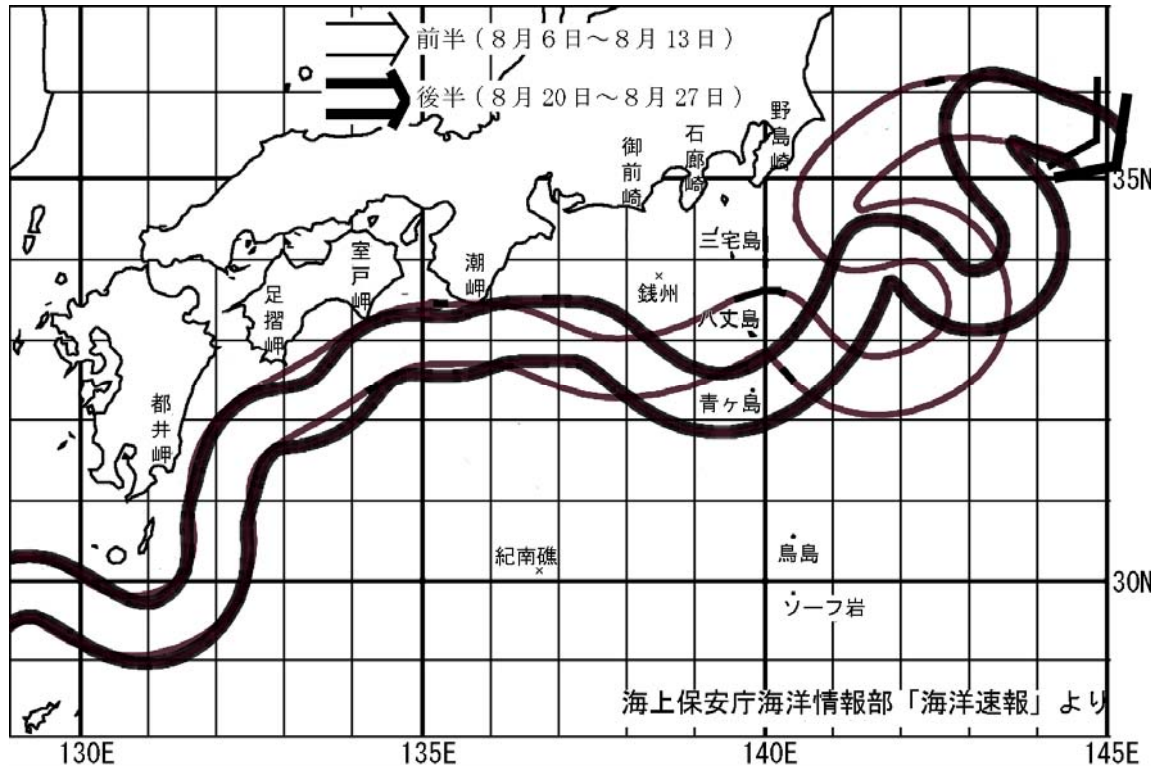 前半(8月6日~8月13日)
後半(8月20日~8月27日)
野島崎
石廊崎
御前崎
35N
三宅島
室戸岬
潮岬
足摺岬
銭州
八丈島
青ヶ島
都井岬
鳥島
紀南礁
30N
ソーフ岩
海上保安庁海洋情報部「海洋速報」より
130E
135E
140E
145E